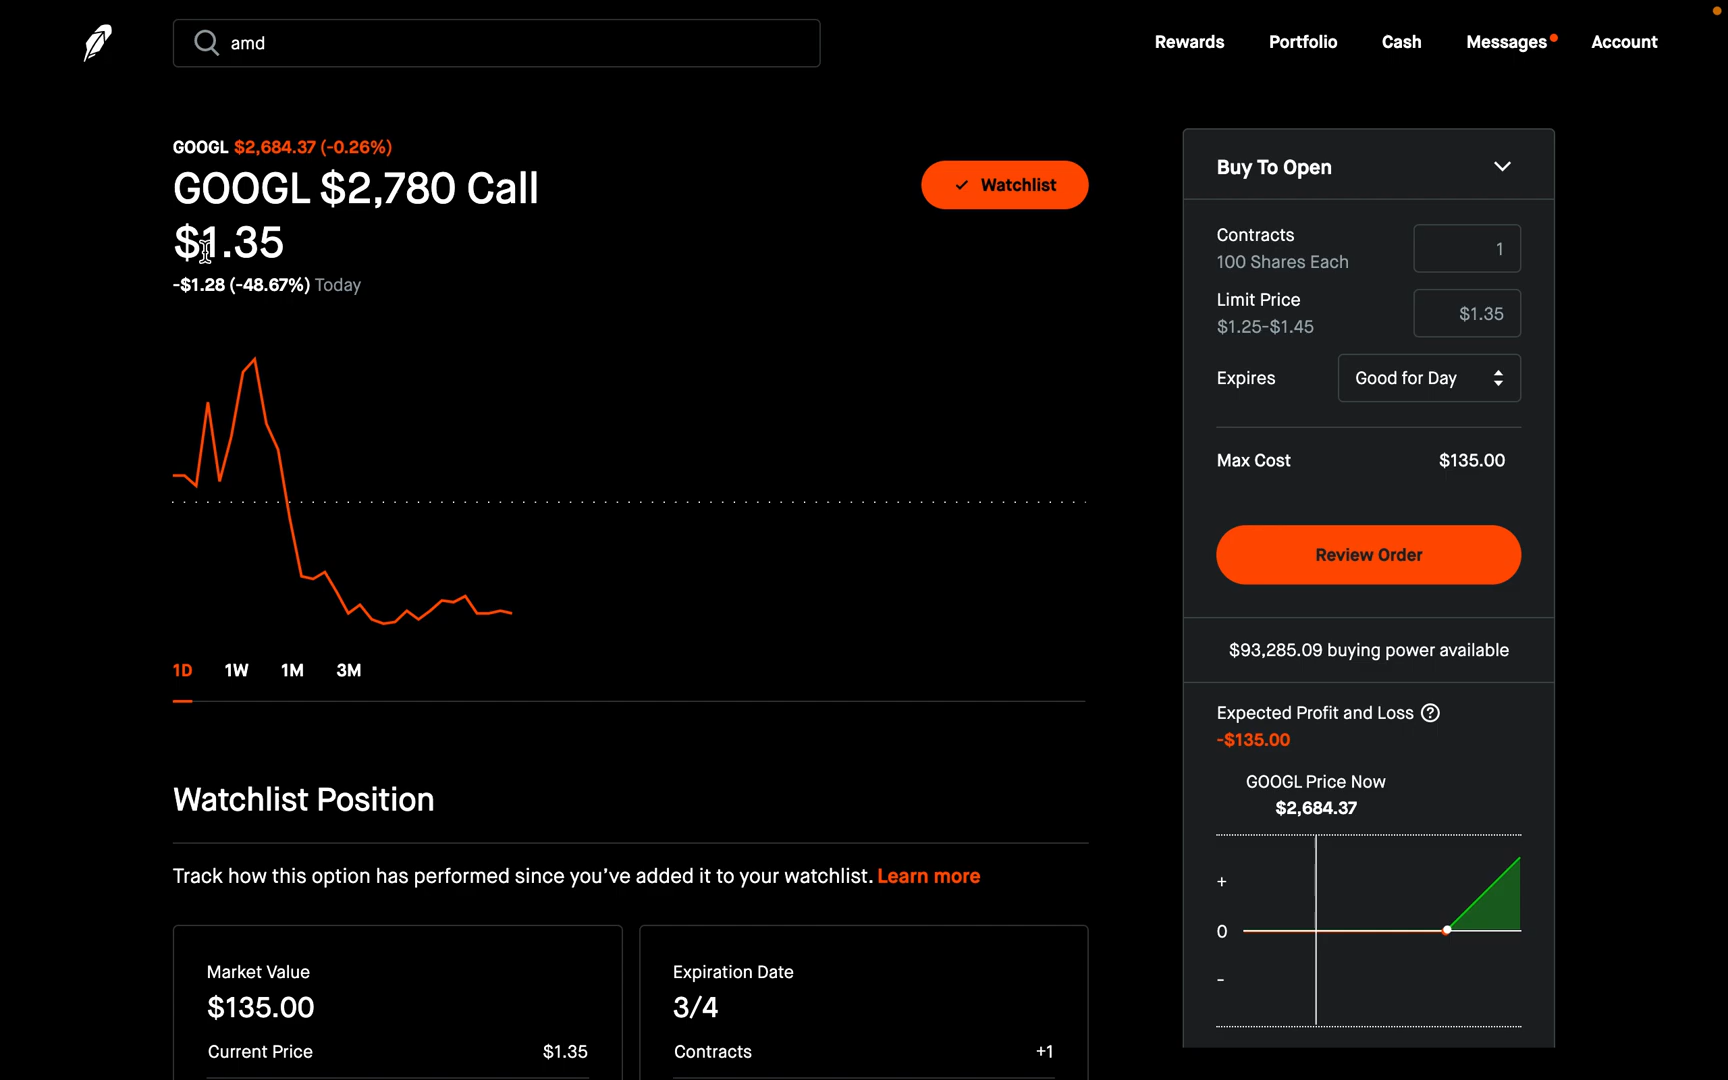 amd
Rewards
Portfolio
Cash
Messages
Account
GOOGL $2,684.37 (-0.26%)
GOOGL $2,780 Call
$1.35
-$1.28 (-48.67%) Today
Watchlist
1D
1W
1M
3M
Watchlist Position
Track how this option has performed since you’ve added it to your watchlist. Learn more
Market Value
$135.00
Current Price $1.35
Expiration Date
3/4
Contracts +1
Buy To Open
Contracts 1
100 Shares Each
Limit Price $1.35
$1.25-$1.45
Expires Good for Day
Max Cost $135.00
Review Order
$93,285.09 buying power available
Expected Profit and Loss ?
-$135.00
GOOGL Price Now
$2,684.37
+
0
-